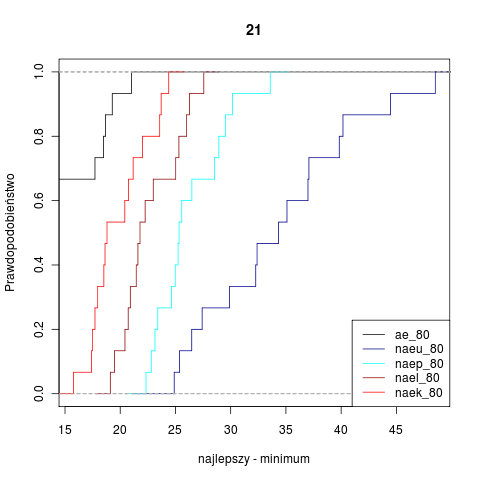 21
Prawdopodobieństwo
1.0
0.8
0.6
0.4
0.2
0.0
15 20 25 30 35 40 45
najlepszy - minimum
ae_80
naeu_80
naep_80
nael_80
naek_80